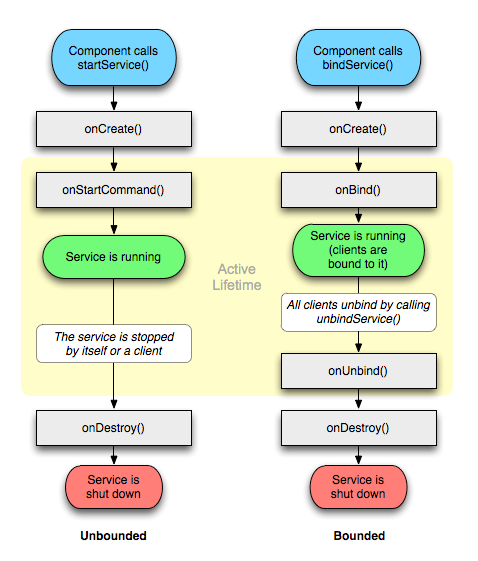 Component calls
startService()
onCreate()
onStartCommand()
Service is running
The service is stopped
by itself or a client
onDestroy()
Service is
shut down
Unbounded
Active
Lifetime
Component calls
bindService()
onCreate()
onBind()
Service is running
(clients are
bound to it)
All clients unbind by calling
unbindService()
onUnbind()
onDestroy()
Service is
shut down
Bounded